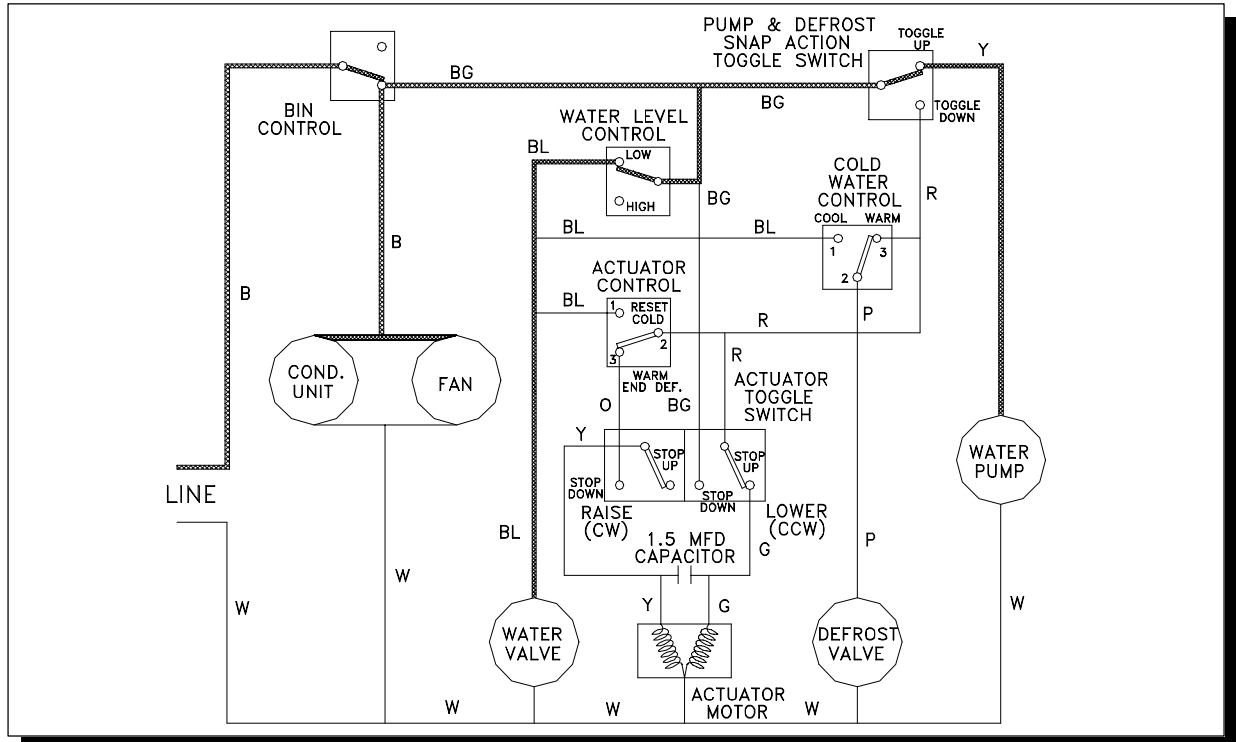 PUMP & DEFROST
SNAP ACTION
TOGGLE SWITCH
TOGGLE
UP
Y
BG
BG
TOGGLE
DOWN
BIN
CONTROL
WATER LEVEL
CONTROL
BL
LOW
HIGH
BG
COLD
WATER
CONTROL
COOL
WARM
R
1
3
2
BL
BL
B
B
ACTUATOR
CONTROL
BL
1
RESET
COLD
2
3
WARM
END DEF.
R
P
R
COND.
UNIT
FAN
ACTUATOR
TOGGLE
SWITCH
O
BG
Y
STOP
UP
STOP
DOWN
STOP
UP
STOP
DOWN
RAISE
(CW)
LOWER
(CCW)
WATER
PUMP
LINE
BL
1.5 MFD
CAPACITOR
G
P
W
W
W
Y
G
WATER
VALVE
DEFROST
VALVE
ACTUATOR
MOTOR
W
W
W